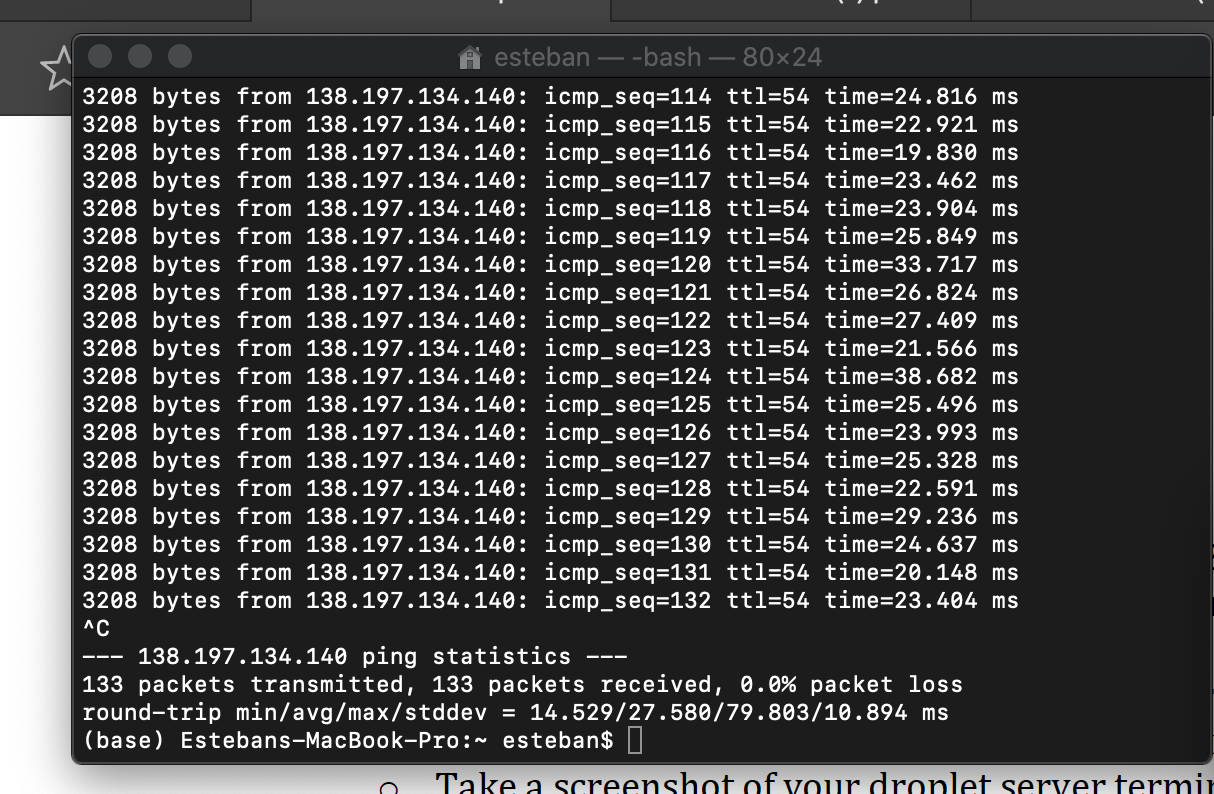 esteban — -bash — 80×24
3208 bytes from 138.197.134.140: icmp_seq=114 ttl=54 time=24.816 ms
3208 bytes from 138.197.134.140: icmp_seq=115 ttl=54 time=22.921 ms
3208 bytes from 138.197.134.140: icmp_seq=116 ttl=54 time=19.830 ms
3208 bytes from 138.197.134.140: icmp_seq=117 ttl=54 time=23.462 ms
3208 bytes from 138.197.134.140: icmp_seq=118 ttl=54 time=23.904 ms
3208 bytes from 138.197.134.140: icmp_seq=119 ttl=54 time=25.849 ms
3208 bytes from 138.197.134.140: icmp_seq=120 ttl=54 time=33.717 ms
3208 bytes from 138.197.134.140: icmp_seq=121 ttl=54 time=26.824 ms
3208 bytes from 138.197.134.140: icmp_seq=122 ttl=54 time=27.409 ms
3208 bytes from 138.197.134.140: icmp_seq=123 ttl=54 time=21.566 ms
3208 bytes from 138.197.134.140: icmp_seq=124 ttl=54 time=38.682 ms
3208 bytes from 138.197.134.140: icmp_seq=125 ttl=54 time=25.496 ms
3208 bytes from 138.197.134.140: icmp_seq=126 ttl=54 time=23.993 ms
3208 bytes from 138.197.134.140: icmp_seq=127 ttl=54 time=25.328 ms
3208 bytes from 138.197.134.140: icmp_seq=128 ttl=54 time=22.591 ms
3208 bytes from 138.197.134.140: icmp_seq=129 ttl=54 time=29.236 ms
3208 bytes from 138.197.134.140: icmp_seq=130 ttl=54 time=24.637 ms
3208 bytes from 138.197.134.140: icmp_seq=131 ttl=54 time=20.148 ms
3208 bytes from 138.197.134.140: icmp_seq=132 ttl=54 time=23.404 ms
^C
--- 138.197.134.140 ping statistics ---
133 packets transmitted, 133 packets received, 0.0% packet loss
round-trip min/avg/max/stddev = 14.529/27.580/79.803/10.894 ms
(base) Estebans-MacBook-Pro:~ esteban$
Take a screenshot of your droplet server termi